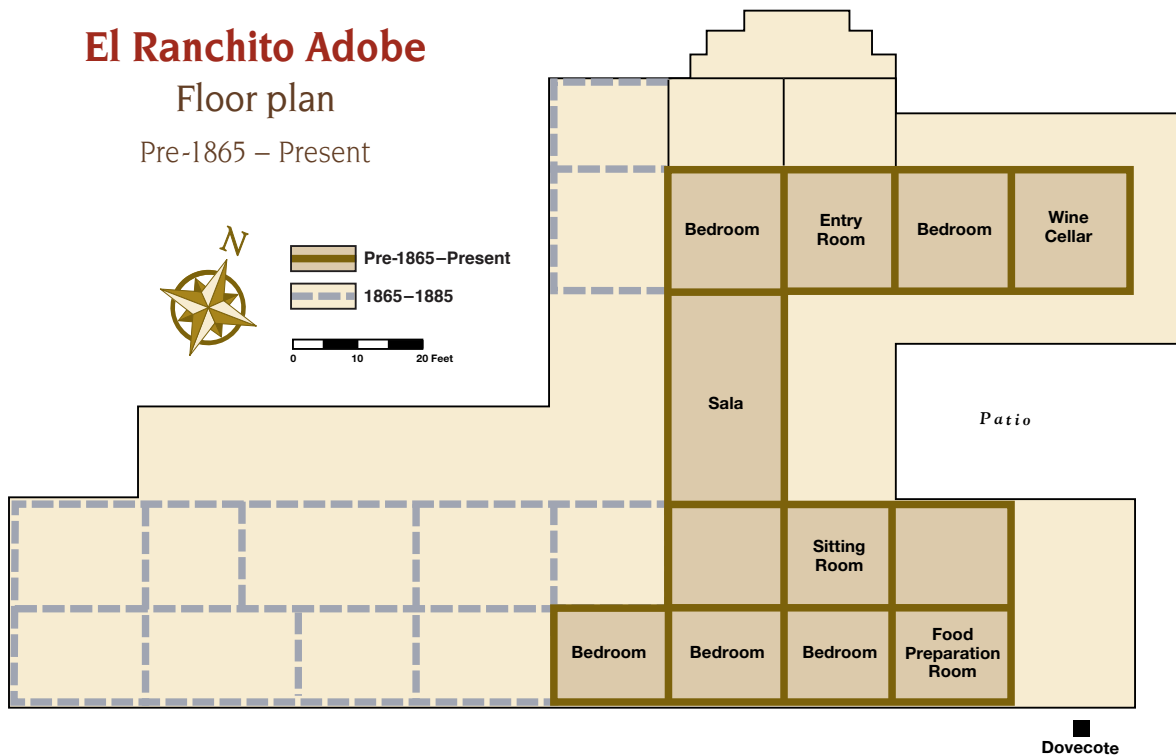 El Ranchito Adobe
Floor plan
Pre-1865 – Present
N
Pre-1865–Present
1865–1885
0 10 20 Feet
Bedroom
Entry
Room
Bedroom
Wine
Cellar
Sala
Patio
Sitting
Room
Bedroom
Bedroom
Bedroom
Food
Preparation
Room
Dovecote